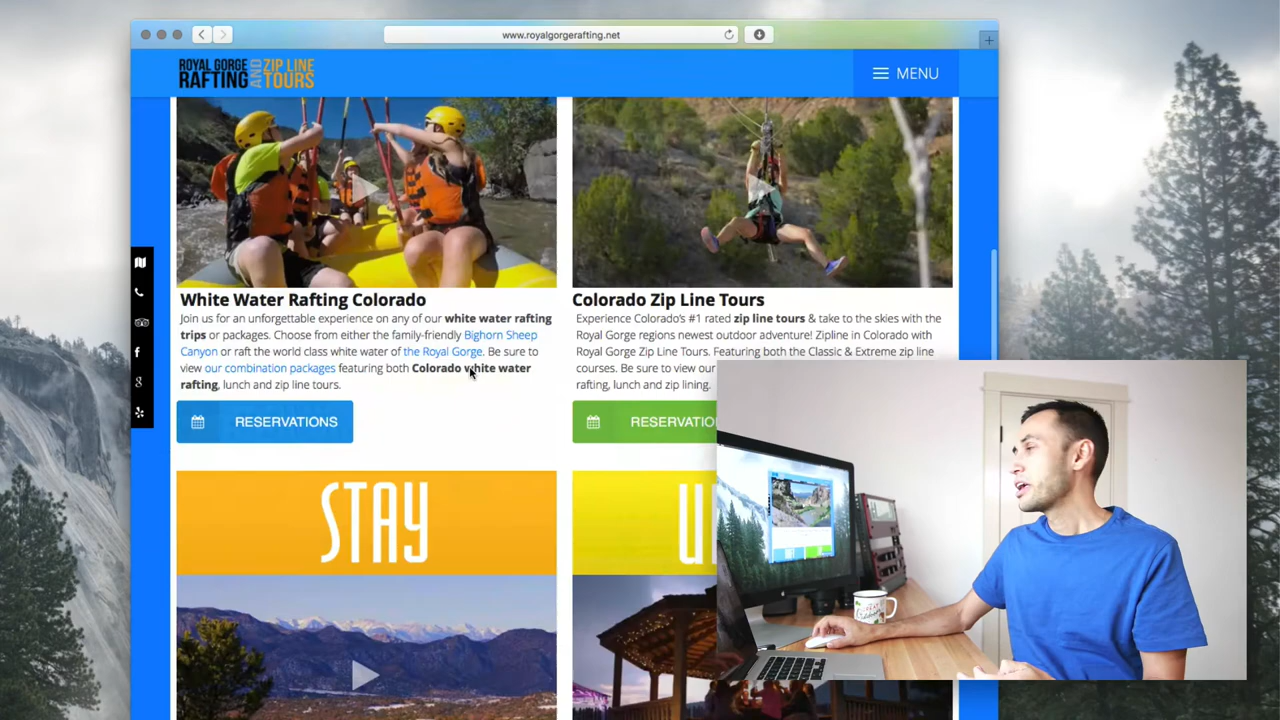 www.royalgorgerafting.net
ROYAL GORGE RAFTING AND ZIP LINE TOURS
MENU
White Water Rafting Colorado
Join us for an unforgettable experience on any of our white water rafting
trips or packages. Choose from either the family-friendly Bighorn Sheep
Canyon or raft the world class white water of the Royal Gorge. Be sure to
view our combination packages featuring both Colorado white water
rafting, lunch and zip line tours.
RESERVATIONS
Colorado Zip Line Tours
Experience Colorado's #1 rated zip line tours & take to the skies with the
Royal Gorge regions newest outdoor adventure! Zipline in Colorado with
Royal Gorge Zip Line Tours. Featuring both the Classic & Extreme zip line
courses. Be sure to view our
rafting, lunch and zip lining.
RESERVATIO
STAY